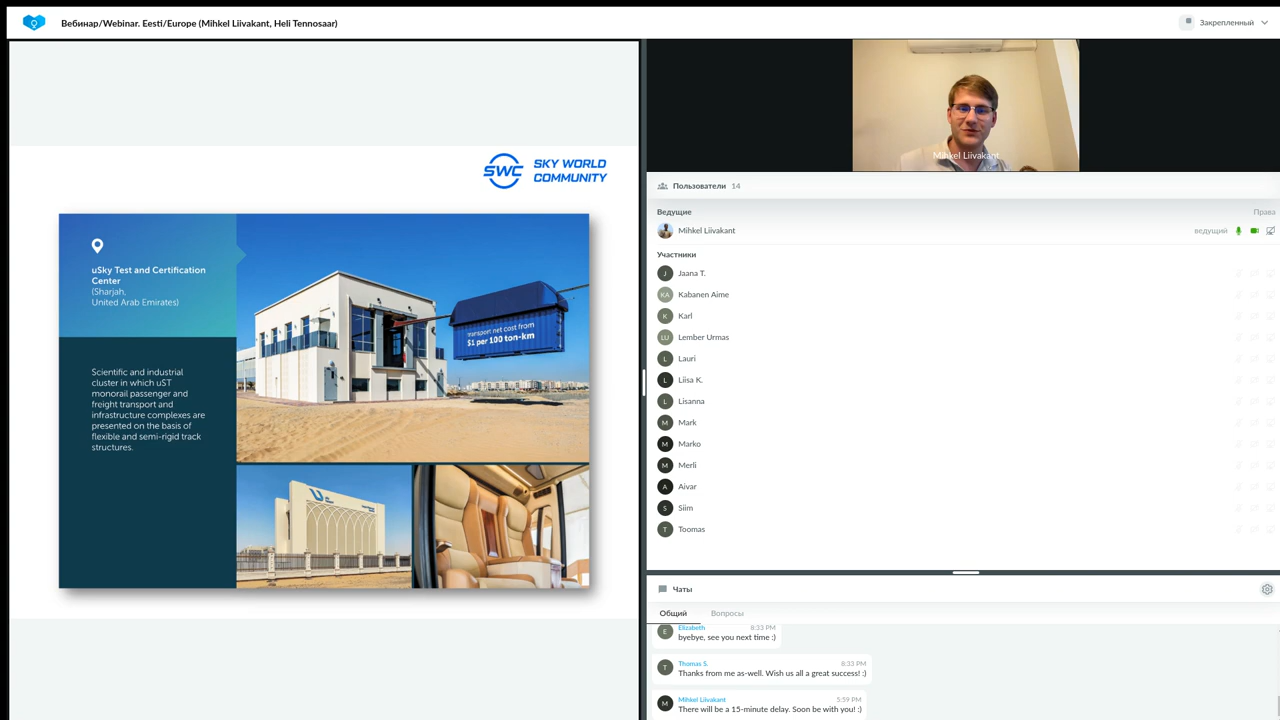 Вебинар/Webinar. Eesti/Europe (Mihkel Liivakant, Heli Tennosaar)
Закрепленный
SWC SKY WORLD
COMMUNITY
uSky Test and Certification
Center
(Sharjah,
United Arab Emirates)
Scientific and industrial
cluster in which uST
monorail passenger and
freight transport and
infrastructure complexes are
presented on the basis of
flexible and semi-rigid track
structures.
transport net cost from
$1 per 100 ton-km
Mihkel Liivakant
Пользователи 14
Ведущие Права
Mihkel Liivakant ведущий
Участники
J Jaana T.
KA Kabanen Aime
K Karl
LU Lember Urmas
L Lauri
L Liisa K.
L Lisanna
M Mark
M Marko
M Merli
A Aivar
S Siim
T Toomas
Чаты
Общий Вопросы
E Elizabeth 8:33 PM
byebye, see you next time :)
T Thomas S. 8:33 PM
Thanks from me as-well. Wish us all a great success! :)
M Mihkel Liivakant 5:59 PM
There will be a 15-minute delay. Soon be with you! :)